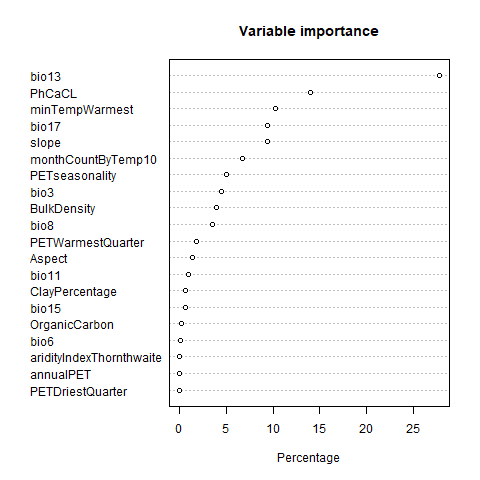 Variable importance
bio13
PhCaCL
minTempWarmest
bio17
slope
monthCountByTemp10
PETseasonality
bio3
BulkDensity
bio8
PETWarmestQuarter
Aspect
bio11
ClayPercentage
bio15
OrganicCarbon
bio6
aridityIndexThornthwaite
annualPET
PETDriestQuarter
0 5 10 15 20 25
Percentage